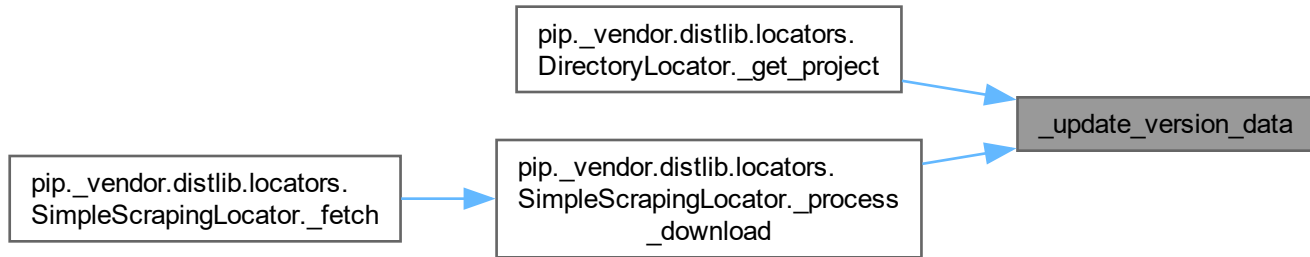 pip._vendor.distlib.locators.
DirectoryLocator._get_project
_update_version_data
pip._vendor.distlib.locators.
SimpleScrapingLocator._process
_download
pip._vendor.distlib.locators.
SimpleScrapingLocator._fetch